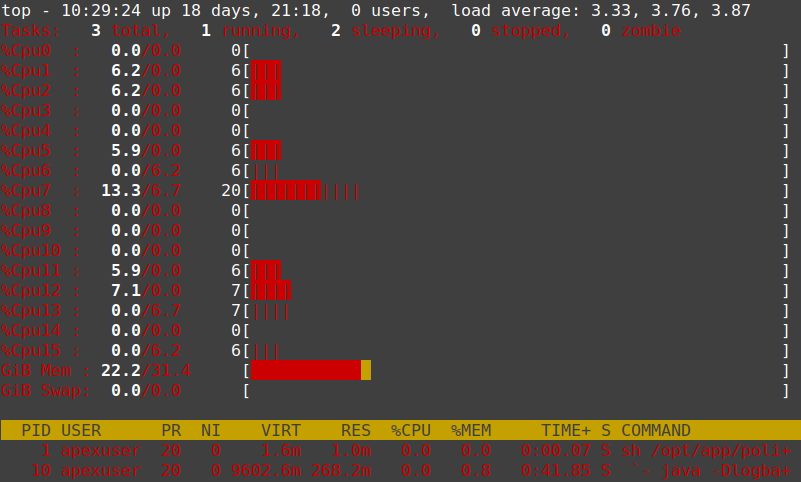 top - 10:29:24 up 18 days, 21:18,  0 users,  load average: 3.33, 3.76, 3.87
Tasks:   3 total,   1 running,   2 sleeping,   0 stopped,   0 zombie
%Cpu0  :   0.0/0.0     0[                                                      ]
%Cpu1  :   6.2/0.0     6[|||                                                   ]
%Cpu2  :   6.2/0.0     6[|||                                                   ]
%Cpu3  :   0.0/0.0     0[                                                      ]
%Cpu4  :   0.0/0.0     0[                                                      ]
%Cpu5  :   5.9/0.0     6[|||                                                   ]
%Cpu6  :   0.0/6.2     6[|||                                                   ]
%Cpu7  :  13.3/6.7    20[|||||||||||                                           ]
%Cpu8  :   0.0/0.0     0[                                                      ]
%Cpu9  :   0.0/0.0     0[                                                      ]
%Cpu10 :   0.0/0.0     0[                                                      ]
%Cpu11 :   5.9/0.0     6[|||                                                   ]
%Cpu12 :   7.1/0.0     7[||||                                                  ]
%Cpu13 :   0.0/6.7     7[||||                                                  ]
%Cpu14 :   0.0/0.0     0[                                                      ]
%Cpu15 :   0.0/6.2     6[|||                                                   ]
GiB Mem : 22.2/31.4     [                                                      ]
GiB Swap:  0.0/0.0      [                                                      ]
  PID USER      PR  NI    VIRT    RES  %CPU  %MEM     TIME+ S COMMAND
    1 apexuser  20   0    1.6m   1.0m   0.0   0.0   0:00.07 S sh /opt/app/poli+
   10 apexuser  20   0 9602.6m 268.2m   0.0   0.8   0:41.85 S  `- java -Dlogba+